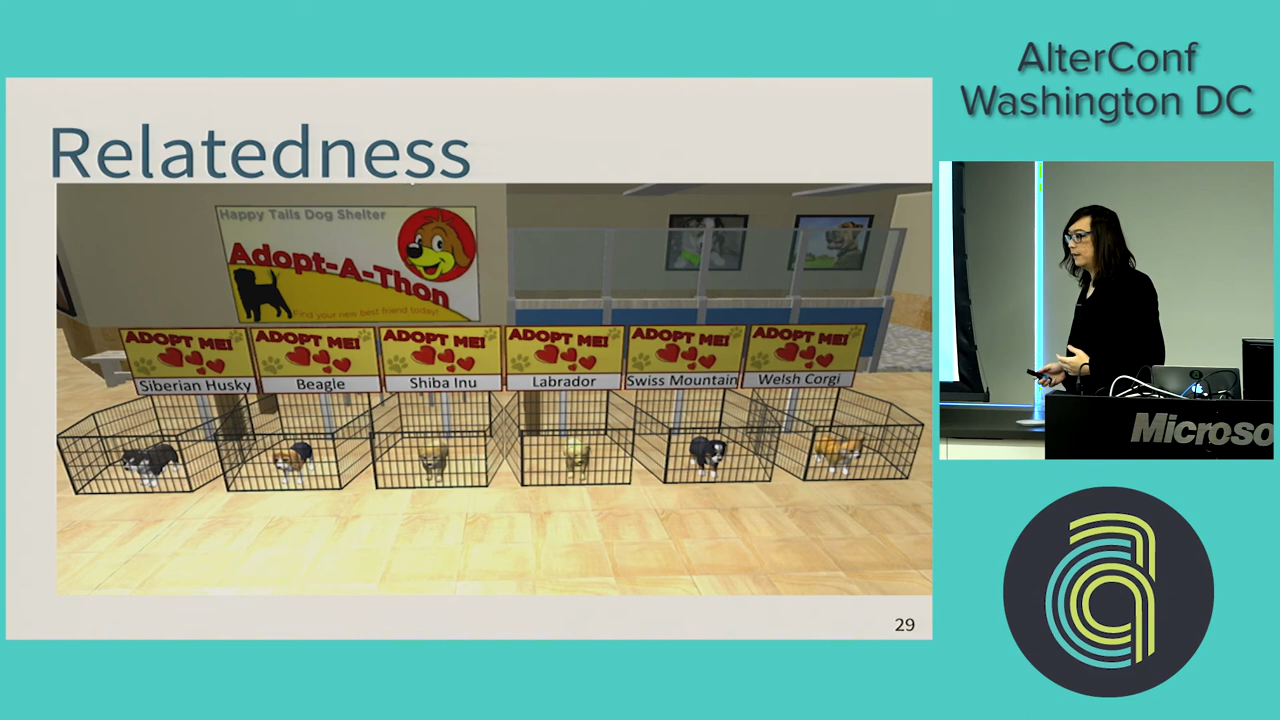 Relatedness
Happy Tails Dog Shelter
Adopt-A-Thon
Find your new best friend today!
ADOPT ME!
ADOPT ME!
ADOPT ME!
ADOPT ME!
ADOPT ME!
ADOPT ME!
Siberian Husky
Beagle
Shiba Inu
Labrador
Swiss Mountain
Welsh Corgi
29
AlterConf
Washington DC
Microso